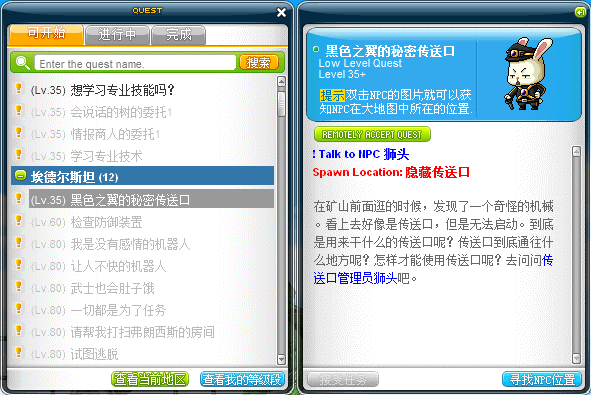 QUEST
可开始
进行中
完成
Enter the quest name.
搜索
(Lv.35) 想学习专业技能吗?
(Lv.35) 会说话的树的委托1
(Lv.35) 情报商人的委托1
(Lv.35) 学习专业技术
埃德尔斯坦 (12)
(Lv.35) 黑色之翼的秘密传送口
(Lv.60) 检查防御装置
(Lv.80) 我是没有感情的机器人
(Lv.80) 让人不快的机器人
(Lv.80) 武士也会肚子饿
(Lv.80) 一切都是为了任务
(Lv.80) 请帮我打扫弗朗西斯的房间
(Lv.80) 试图逃脱
查看当前地区
查看我的等级段
黑色之翼的秘密传送口
Low Level Quest
Level 35+
提示双击NPC的图片就可以获
知NPC在大地图中所在的位置.
REMOTELY ACCEPT QUEST
! Talk to NPC 狮头
Spawn Location: 隐藏传送口
在矿山前面逛的时候，发现了一个奇怪的机械
。看上去好像是传送口，但是无法启动。到底
是用来干什么的传送口呢？传送口到底通往什
么地方呢？怎样才能使用传送口呢？去问问传
送口管理员狮头吧。
接受任务
寻找NPC位置